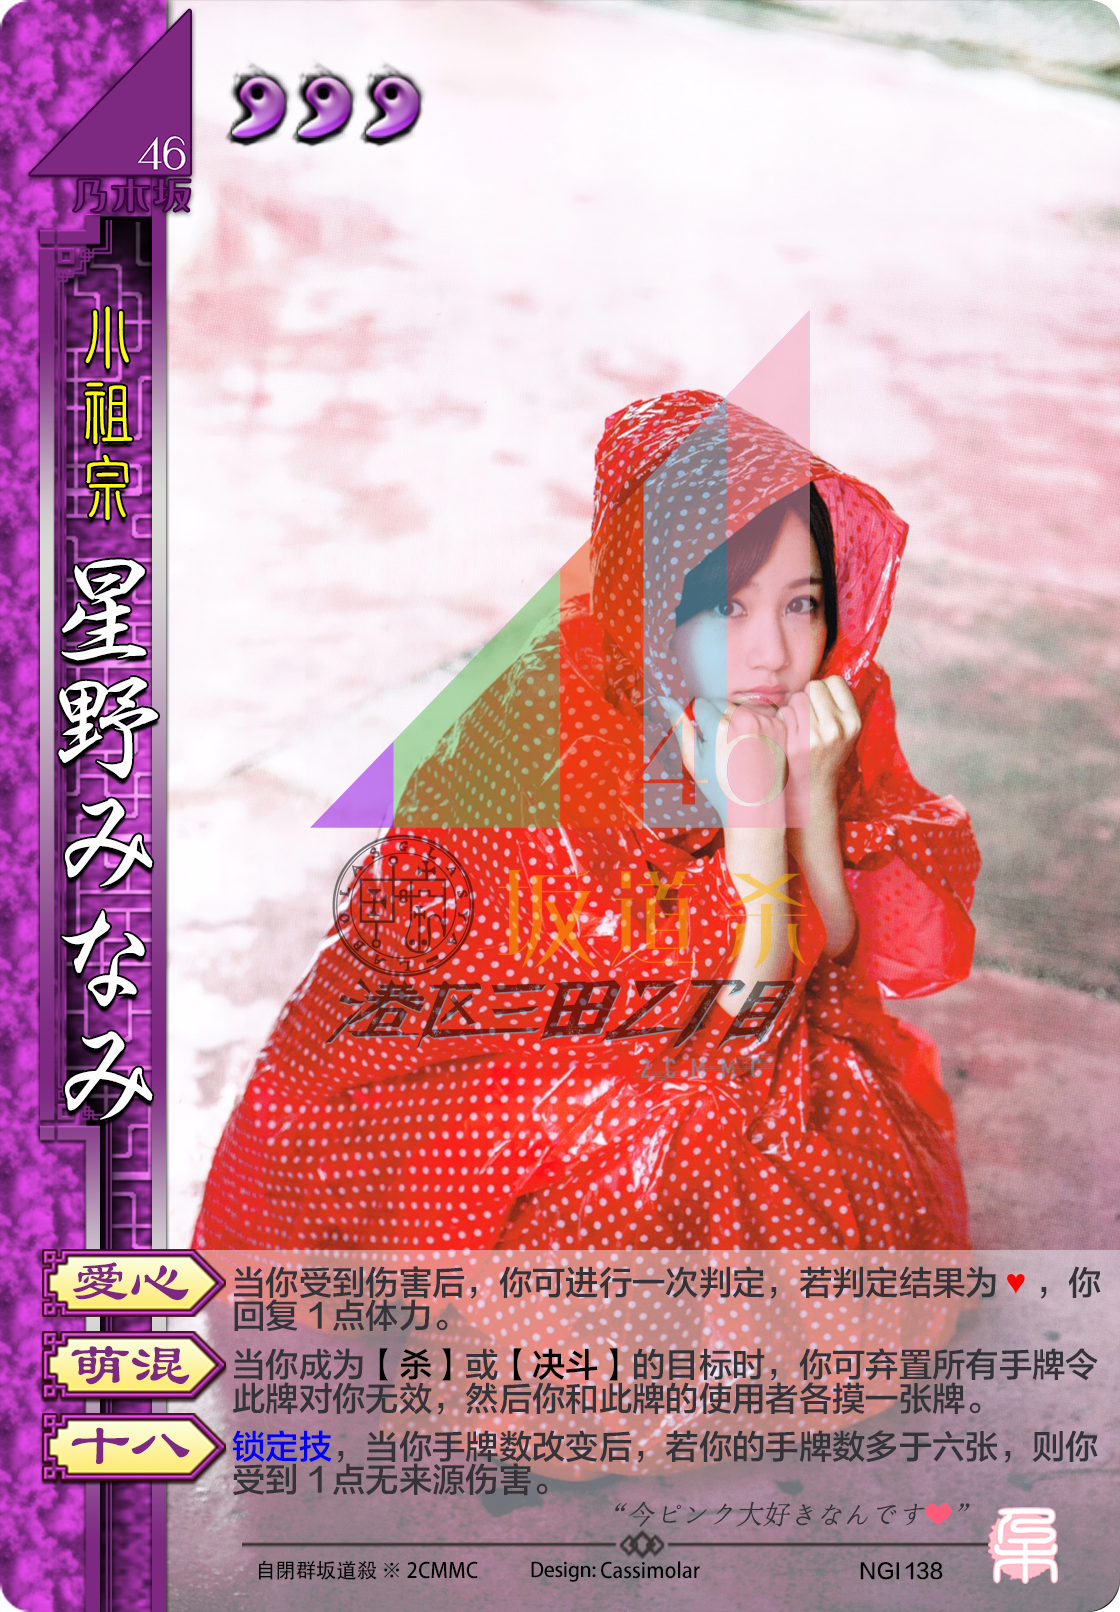 46
乃木坂
小祖宗
星野みなみ
46
坂道杀
港区三田乙丁目
2CMMC
愛心
当你受到伤害后，你可进行一次判定，若判定结果为♥，你
回复1点体力。
萌混
当你成为【杀】或【决斗】的目标时，你可弃置所有手牌令
此牌对你无效，然后你和此牌的使用者各摸一张牌。
十八
锁定技，当你手牌数改变后，若你的手牌数多于六张，则你
受到1点无来源伤害。
“今ピンク大好きなんです❤”
自閉群坂道殺 ※ 2CMMC
Design: Cassimolar
NGI138